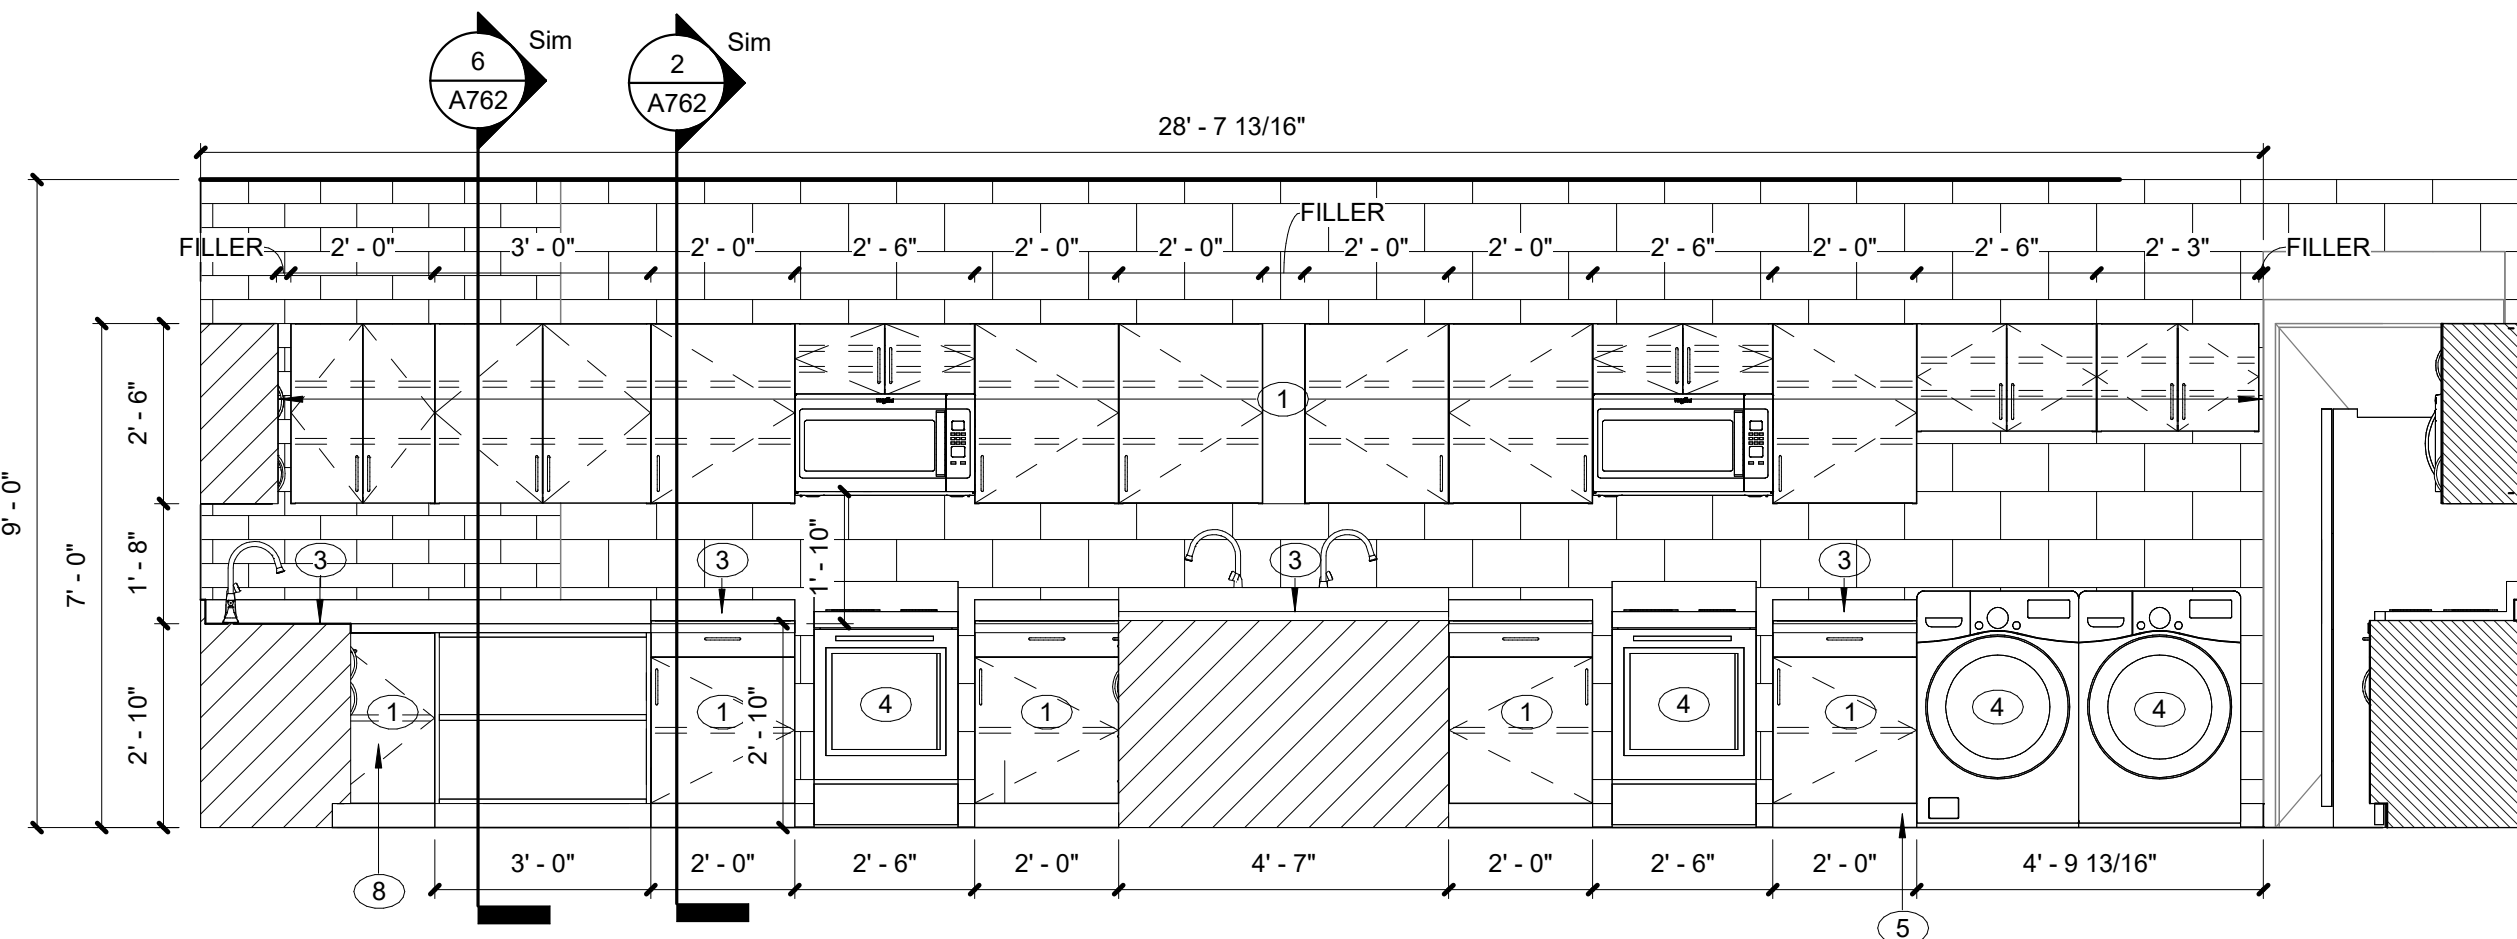 6
A762
Sim
2
A762
Sim
28' - 7 13/16"
FILLER
FILLER 2' - 0" 3' - 0" 2' - 0" 2' - 6" 2' - 0" 2' - 0" 2' - 0" 2' - 0" 2' - 6" 2' - 0" 2' - 6" 2' - 3" FILLER
9' - 0"
7' - 0"
2' - 6"
1' - 8"
2' - 10"
1
3 3 1' - 10" 3 3
1 1 2' - 10" 4 1 1 4 1 4 4
3' - 0" 2' - 0" 2' - 6" 2' - 0" 4' - 7" 2' - 0" 2' - 6" 2' - 0" 4' - 9 13/16"
8
5